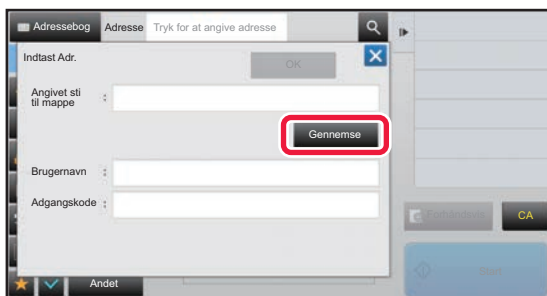 Adressebog Adresse Tryk for at angive adresse
Indtast Adr.
OK
Angivet sti
til mappe :
Gennemse
Brugernavn :
Adgangskode :
CA
Start
Andet